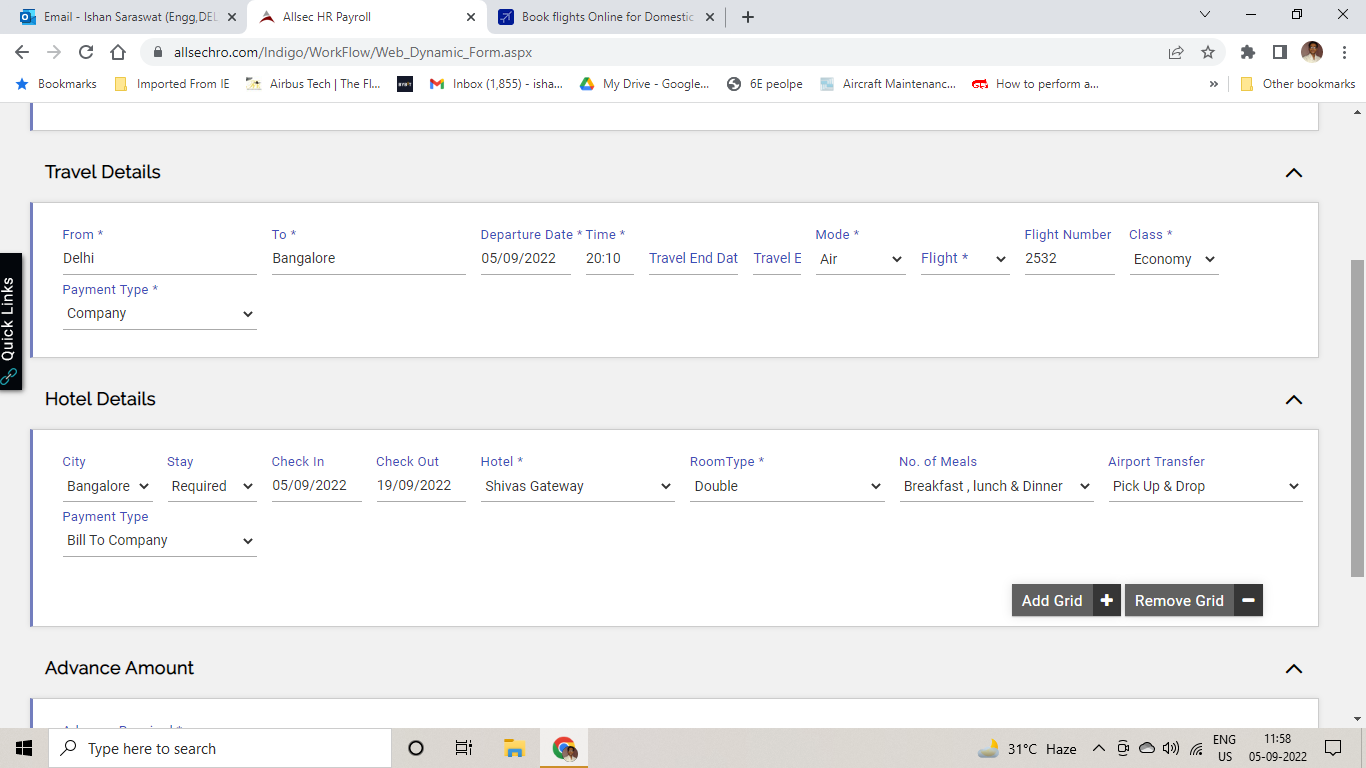 Email - Ishan Saraswat (Engg,DEL
Allsec HR Payroll
Book flights Online for Domestic
allsechro.com/Indigo/WorkFlow/Web_Dynamic_Form.aspx
Bookmarks Imported From IE Airbus Tech | The Fl... Inbox (1,855) - isha... My Drive - Google... 6E peolpe Aircraft Maintenanc... How to perform a... » Other bookmarks
Travel Details
From * To * Departure Date * Time * Mode * Flight Number Class *
Delhi Bangalore 05/09/2022 20:10 Travel End Dat Travel E Air Flight * 2532 Economy
Payment Type *
Company
Quick Links
Hotel Details
City Stay Check In Check Out Hotel * RoomType * No. of Meals Airport Transfer
Bangalore Required 05/09/2022 19/09/2022 Shivas Gateway Double Breakfast , lunch & Dinner Pick Up & Drop
Payment Type
Bill To Company
Add Grid + Remove Grid −
Advance Amount
Type here to search
31°C Haze
ENG
US
11:58
05-09-2022